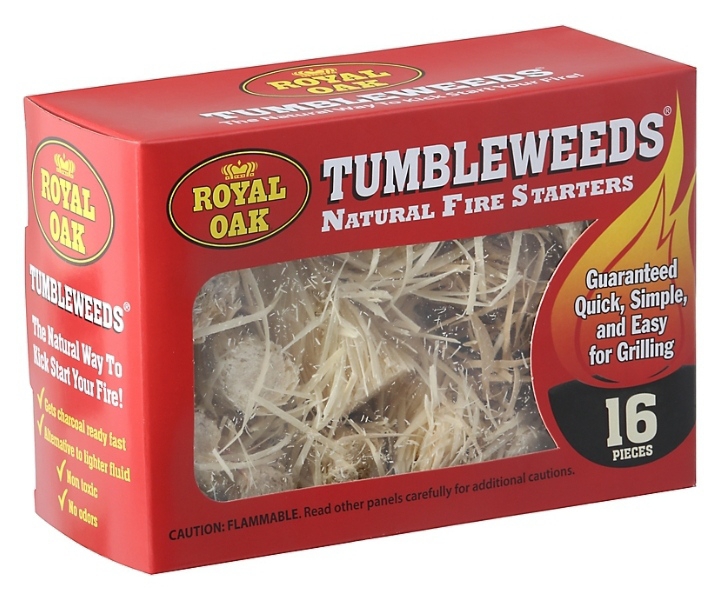 ROYAL
OAK
TUMBLEWEEDS
The Natural Way To Kick Start Your Fire!
ROYAL
OAK
TUMBLEWEEDS®
NATURAL FIRE STARTERS
Guaranteed
Quick, Simple,
and Easy
for Grilling
16
PIECES
CAUTION: FLAMMABLE. Read other panels carefully for additional cautions.
ROYAL
OAK
TUMBLEWEEDS®
The Natural Way To
Kick Start Your Fire!
✓ Gets charcoal ready fast
✓ Alternative to lighter fluid
✓ Non toxic
✓ No odors